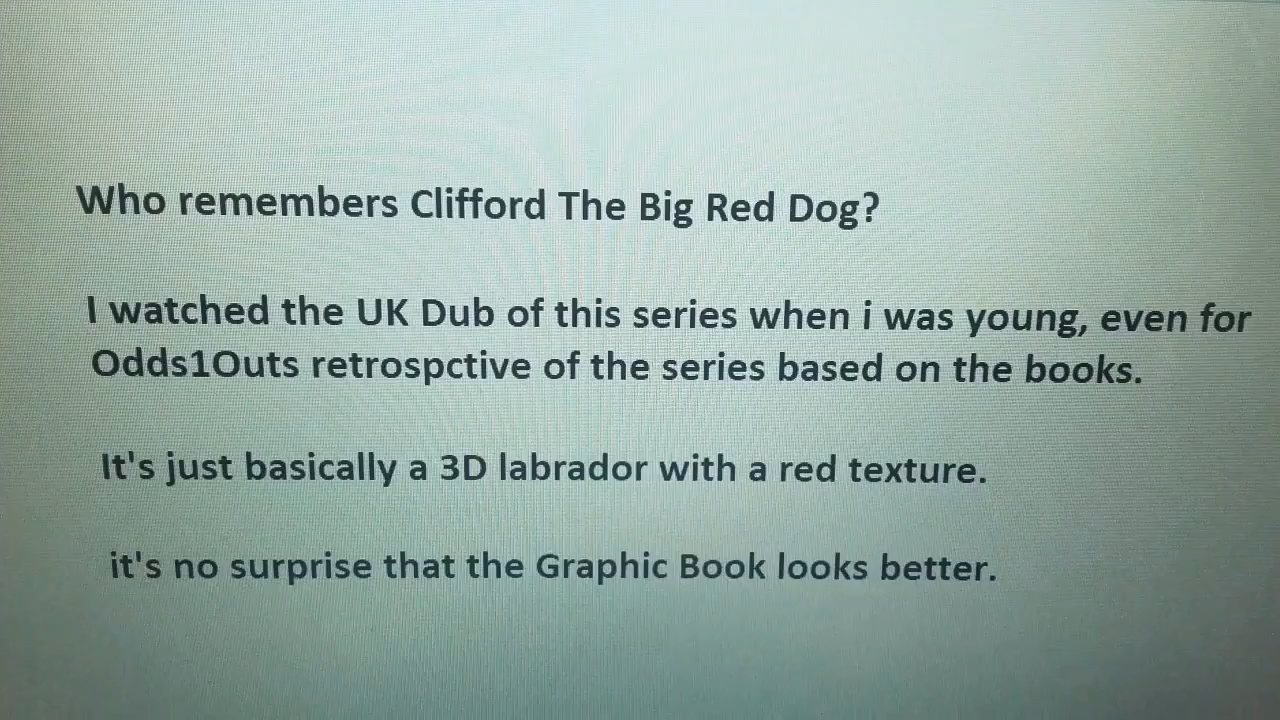 Who remembers Clifford The Big Red Dog?
I watched the UK Dub of this series when i was young, even for
Odds1Outs retrospctive of the series based on the books.
It's just basically a 3D labrador with a red texture.
it's no surprise that the Graphic Book looks better.